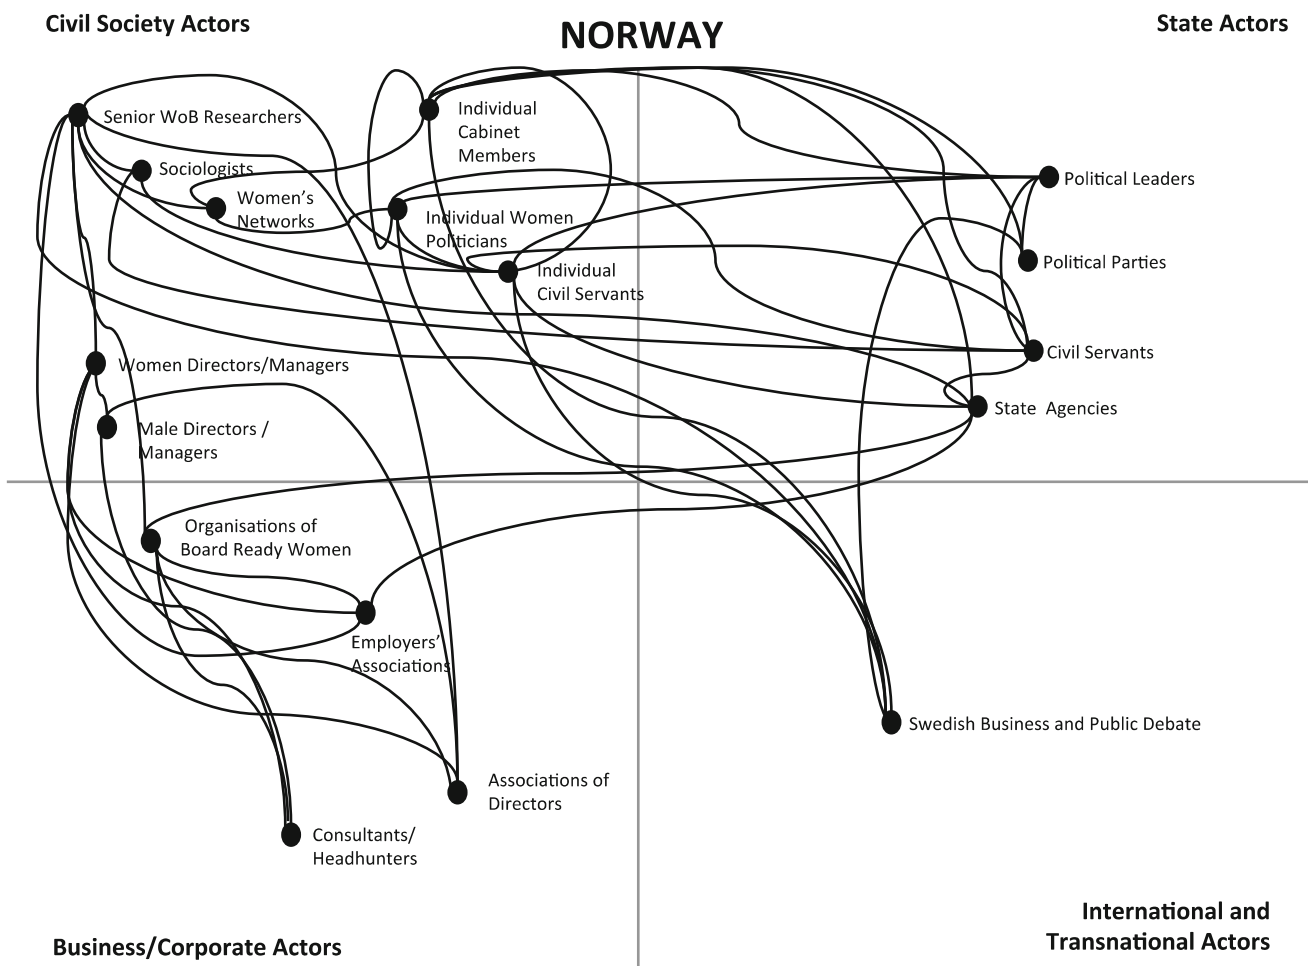 Civil Society Actors
NORWAY
State Actors
Senior WoB Researchers
Sociologists
Women's
Networks
Individual
Cabinet
Members
Individual Women
Politicians
Individual
Civil Servants
Political Leaders
Political Parties
Civil Servants
State Agencies
Women Directors/Managers
Male Directors /
Managers
Organisations of
Board Ready Women
Employers'
Associations
Associations of
Directors
Consultants/
Headhunters
Swedish Business and Public Debate
Business/Corporate Actors
International and
Transnational Actors